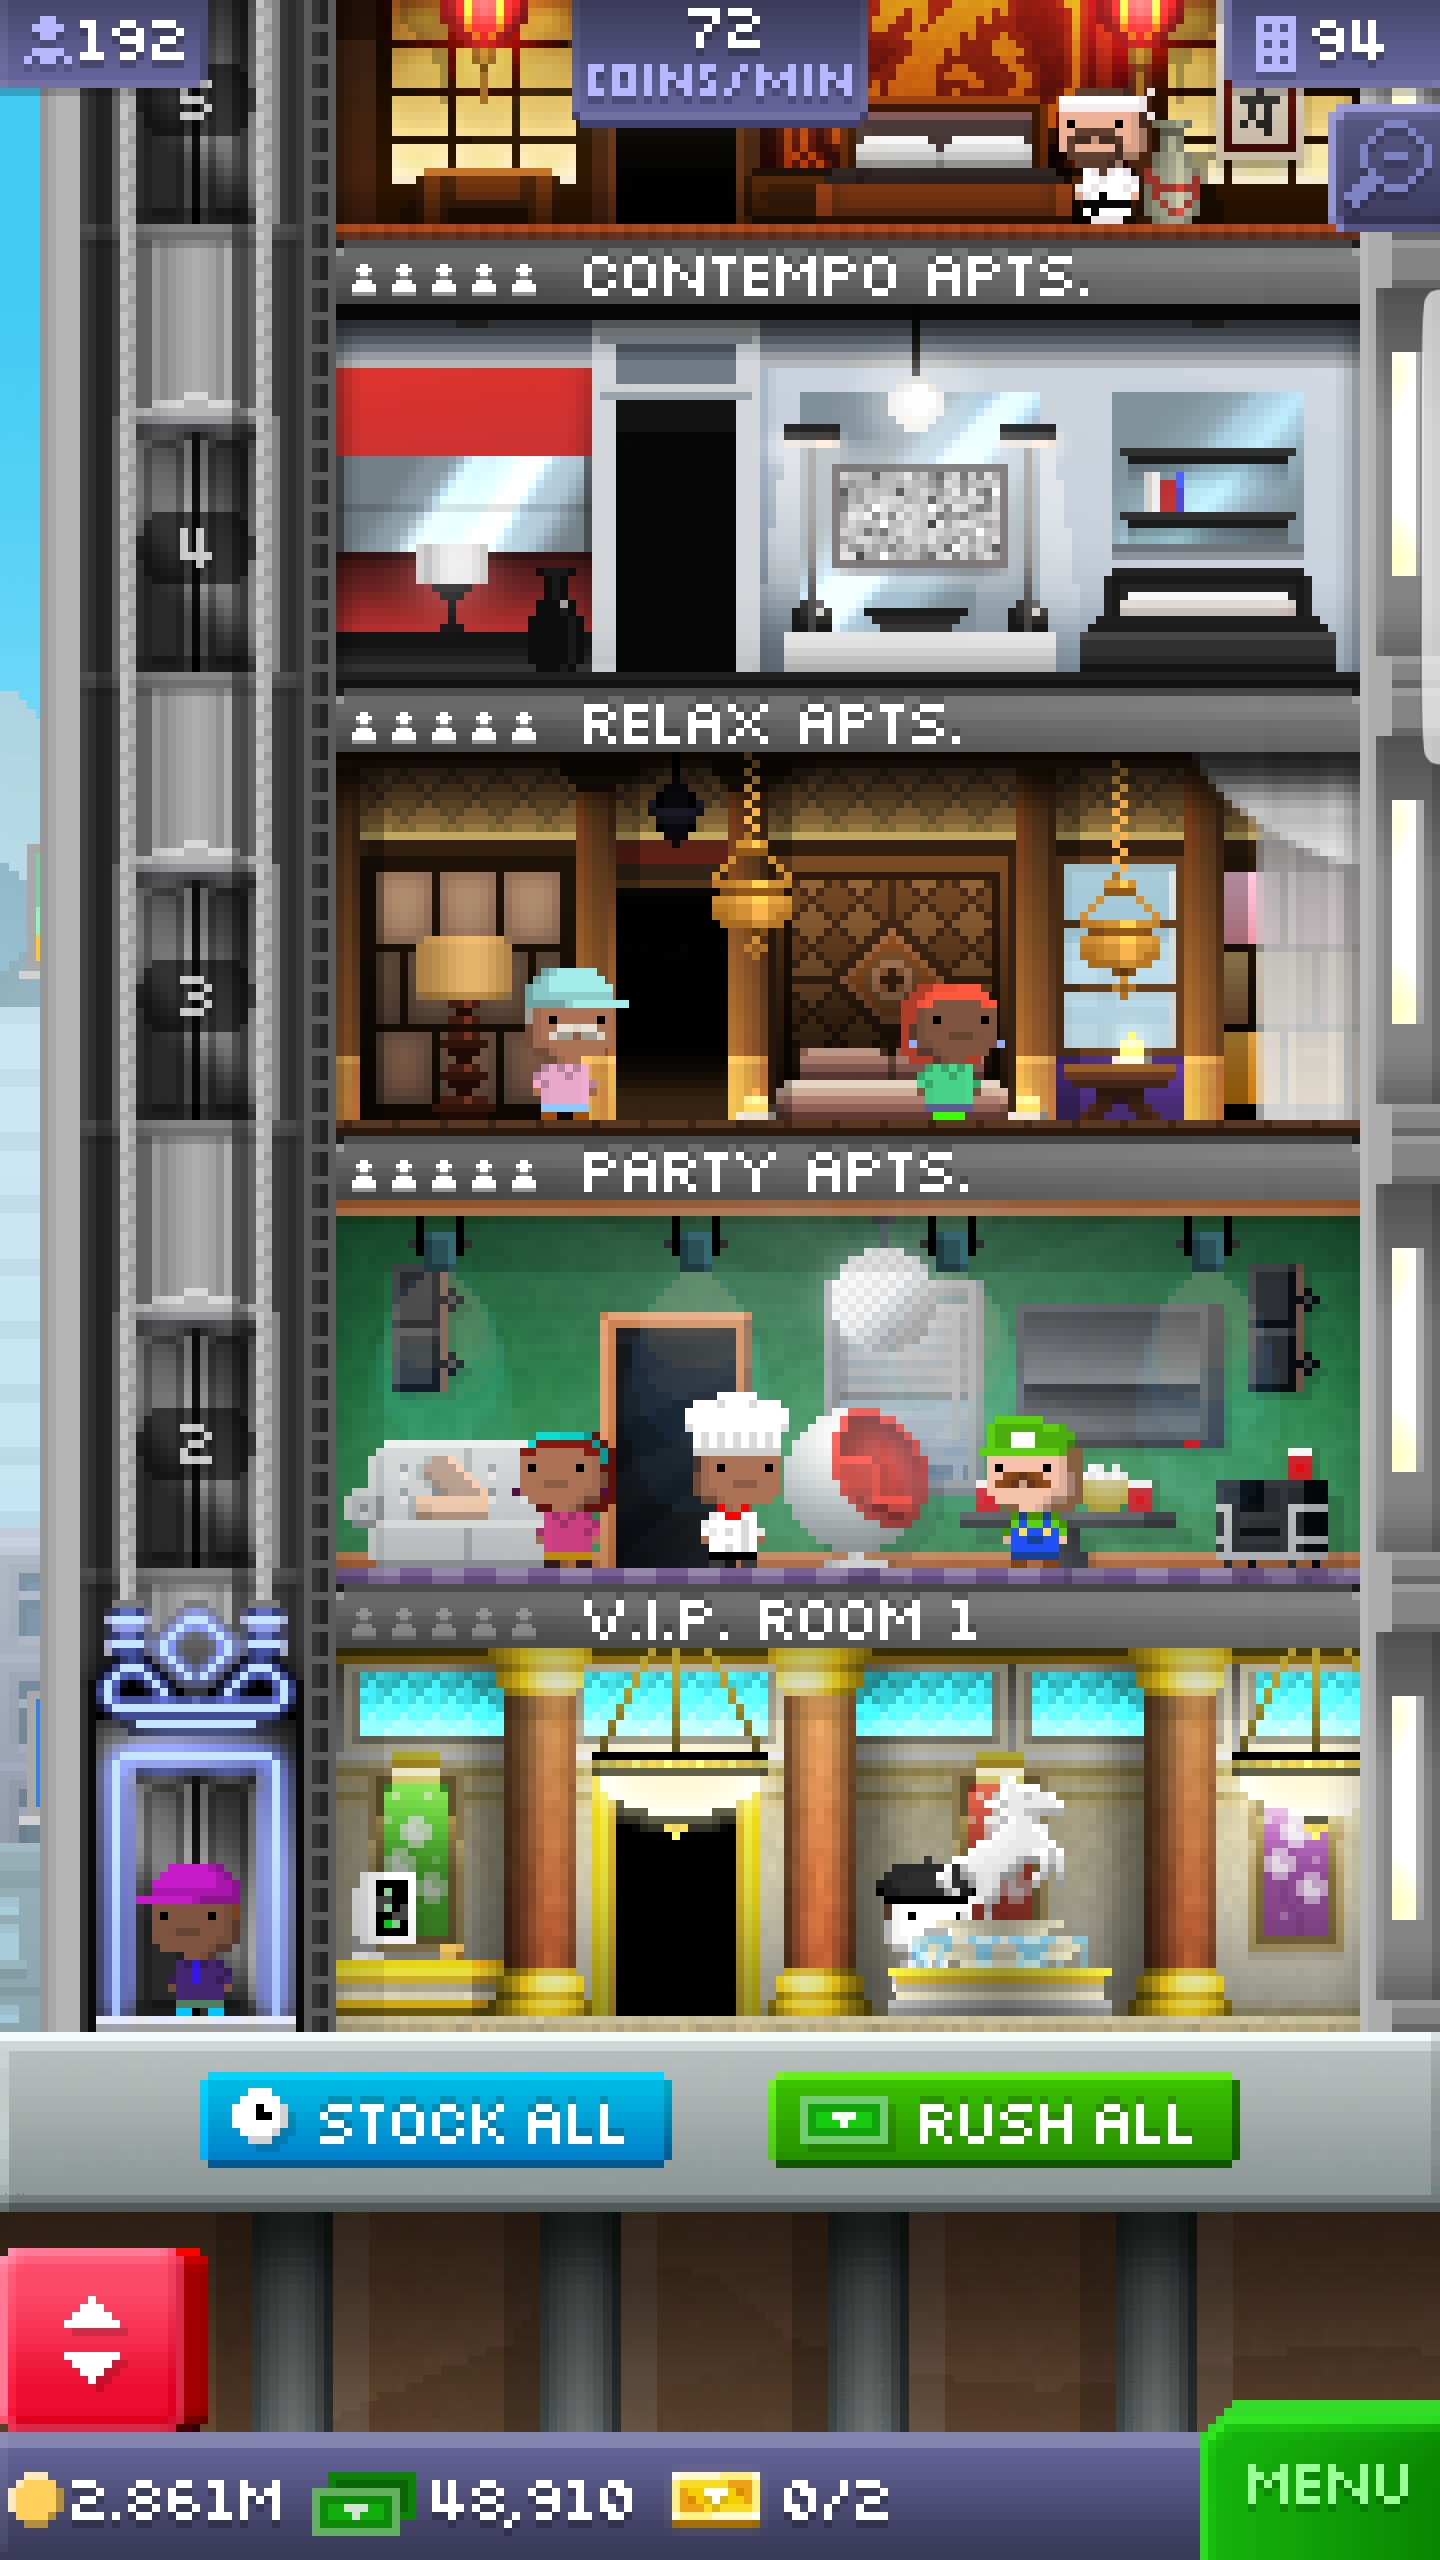 192
72
COINS/MIN
94
5
CONTEMPO APTS.
4
RELAX APTS.
3
PARTY APTS.
2
V.I.P. ROOM 1
STOCK ALL
RUSH ALL
2.861M
48,910
0/2
MENU